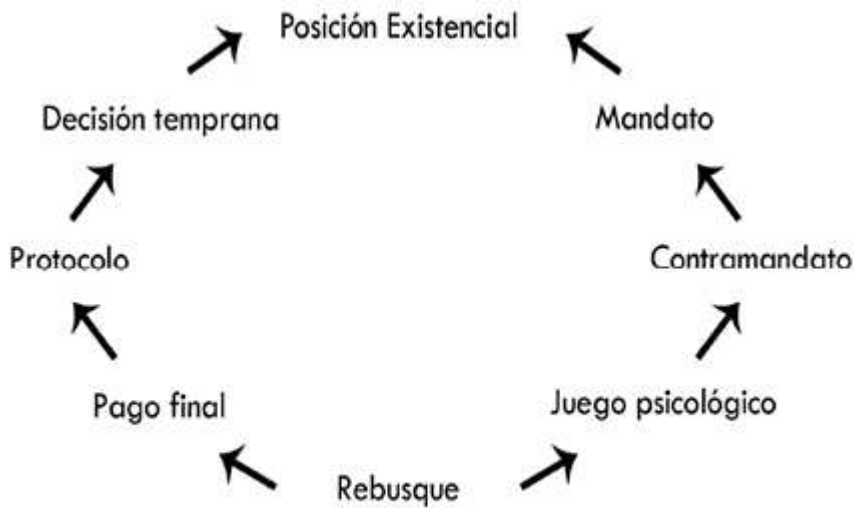 Posición Existencial
Decisión temprana
Mandato
Protocolo
Contramandato
Pago final
Juego psicológico
Rebusque